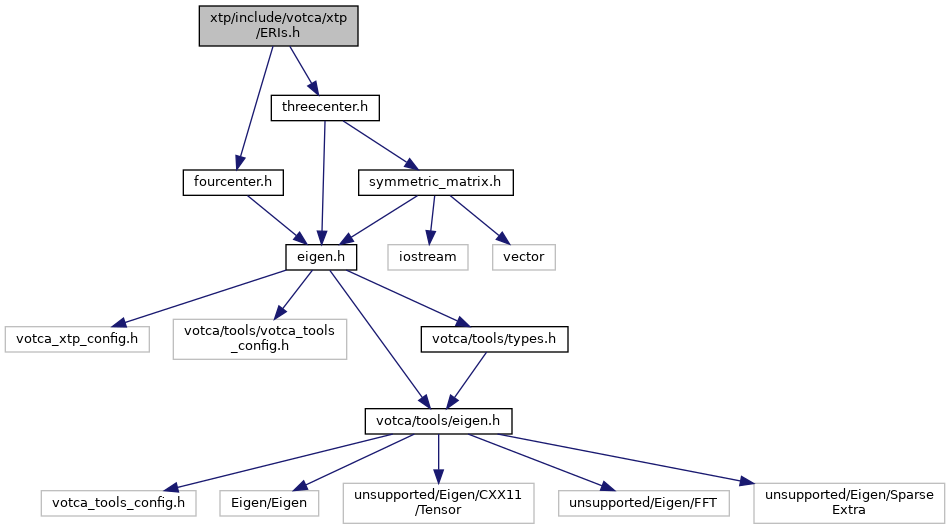 xtp/include/votca/xtp
/ERIs.h
threecenter.h
fourcenter.h
symmetric_matrix.h
eigen.h
iostream
vector
votca_xtp_config.h
votca/tools/votca_tools
_config.h
votca/tools/types.h
votca/tools/eigen.h
votca_tools_config.h
Eigen/Eigen
unsupported/Eigen/CXX11
/Tensor
unsupported/Eigen/FFT
unsupported/Eigen/Sparse
Extra